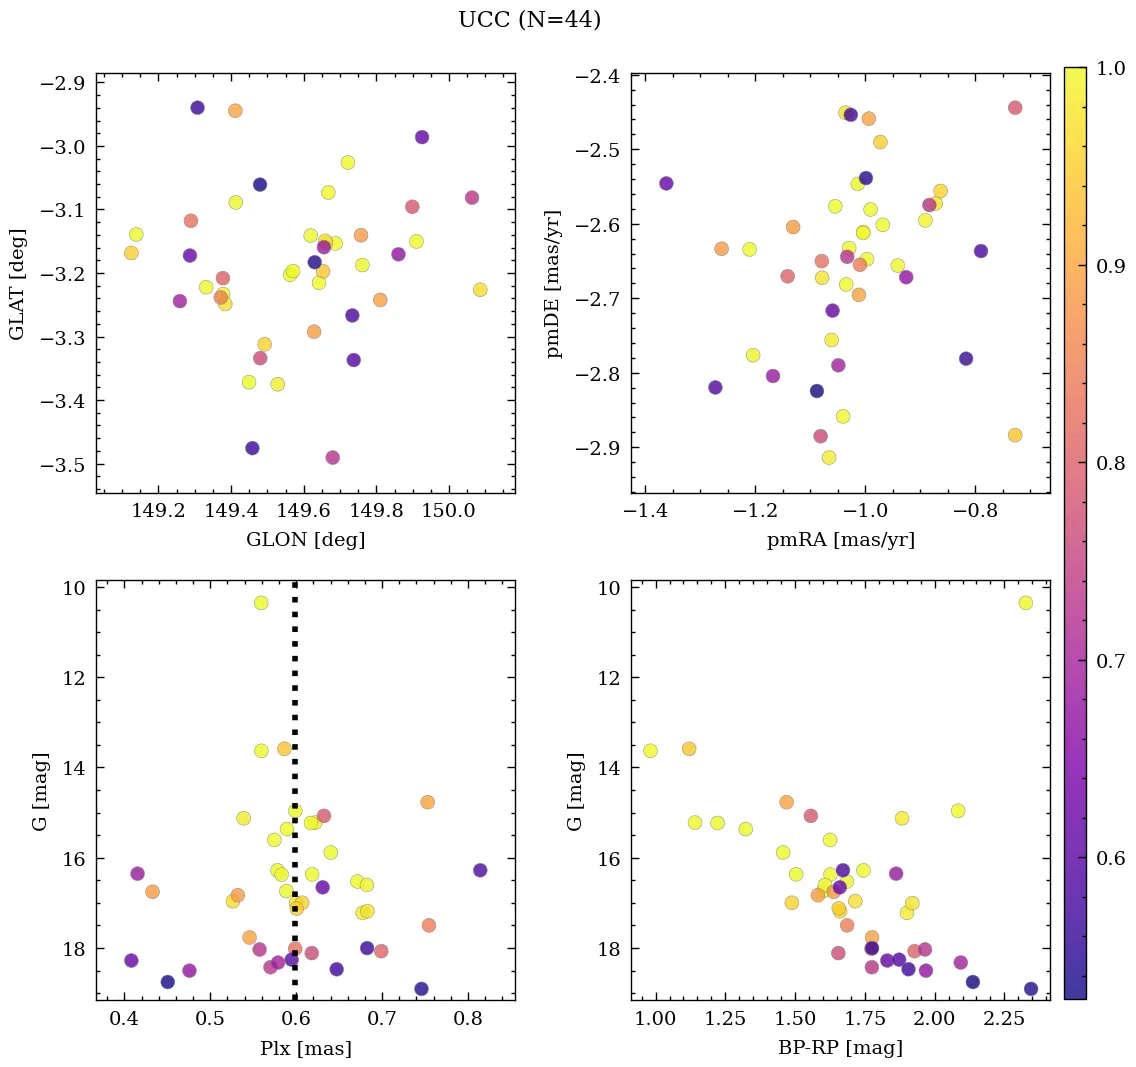 UCC (N=44)
−2.9
−3.0
−3.1
−3.2
−3.3
−3.4
−3.5
GLAT [deg]
149.2 149.4 149.6 149.8 150.0
GLON [deg]
−2.4
−2.5
−2.6
−2.7
−2.8
−2.9
pmDE [mas/yr]
−1.4 −1.2 −1.0 −0.8
pmRA [mas/yr]
1.0
0.9
0.8
0.7
0.6
10
12
14
16
18
G [mag]
0.4 0.5 0.6 0.7 0.8
Plx [mas]
10
12
14
16
18
G [mag]
1.00 1.25 1.50 1.75 2.00 2.25
BP-RP [mag]